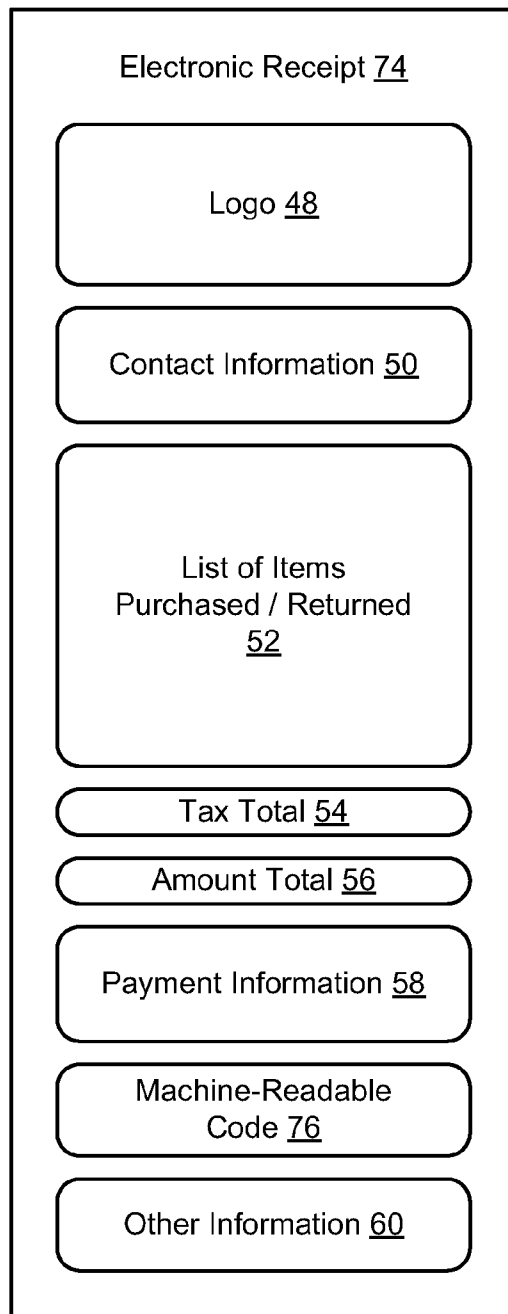 Electronic Receipt 74
Logo 48
Contact Information 50
List of Items
Purchased / Returned
52
Tax Total 54
Amount Total 56
Payment Information 58
Machine-Readable
Code 76
Other Information 60